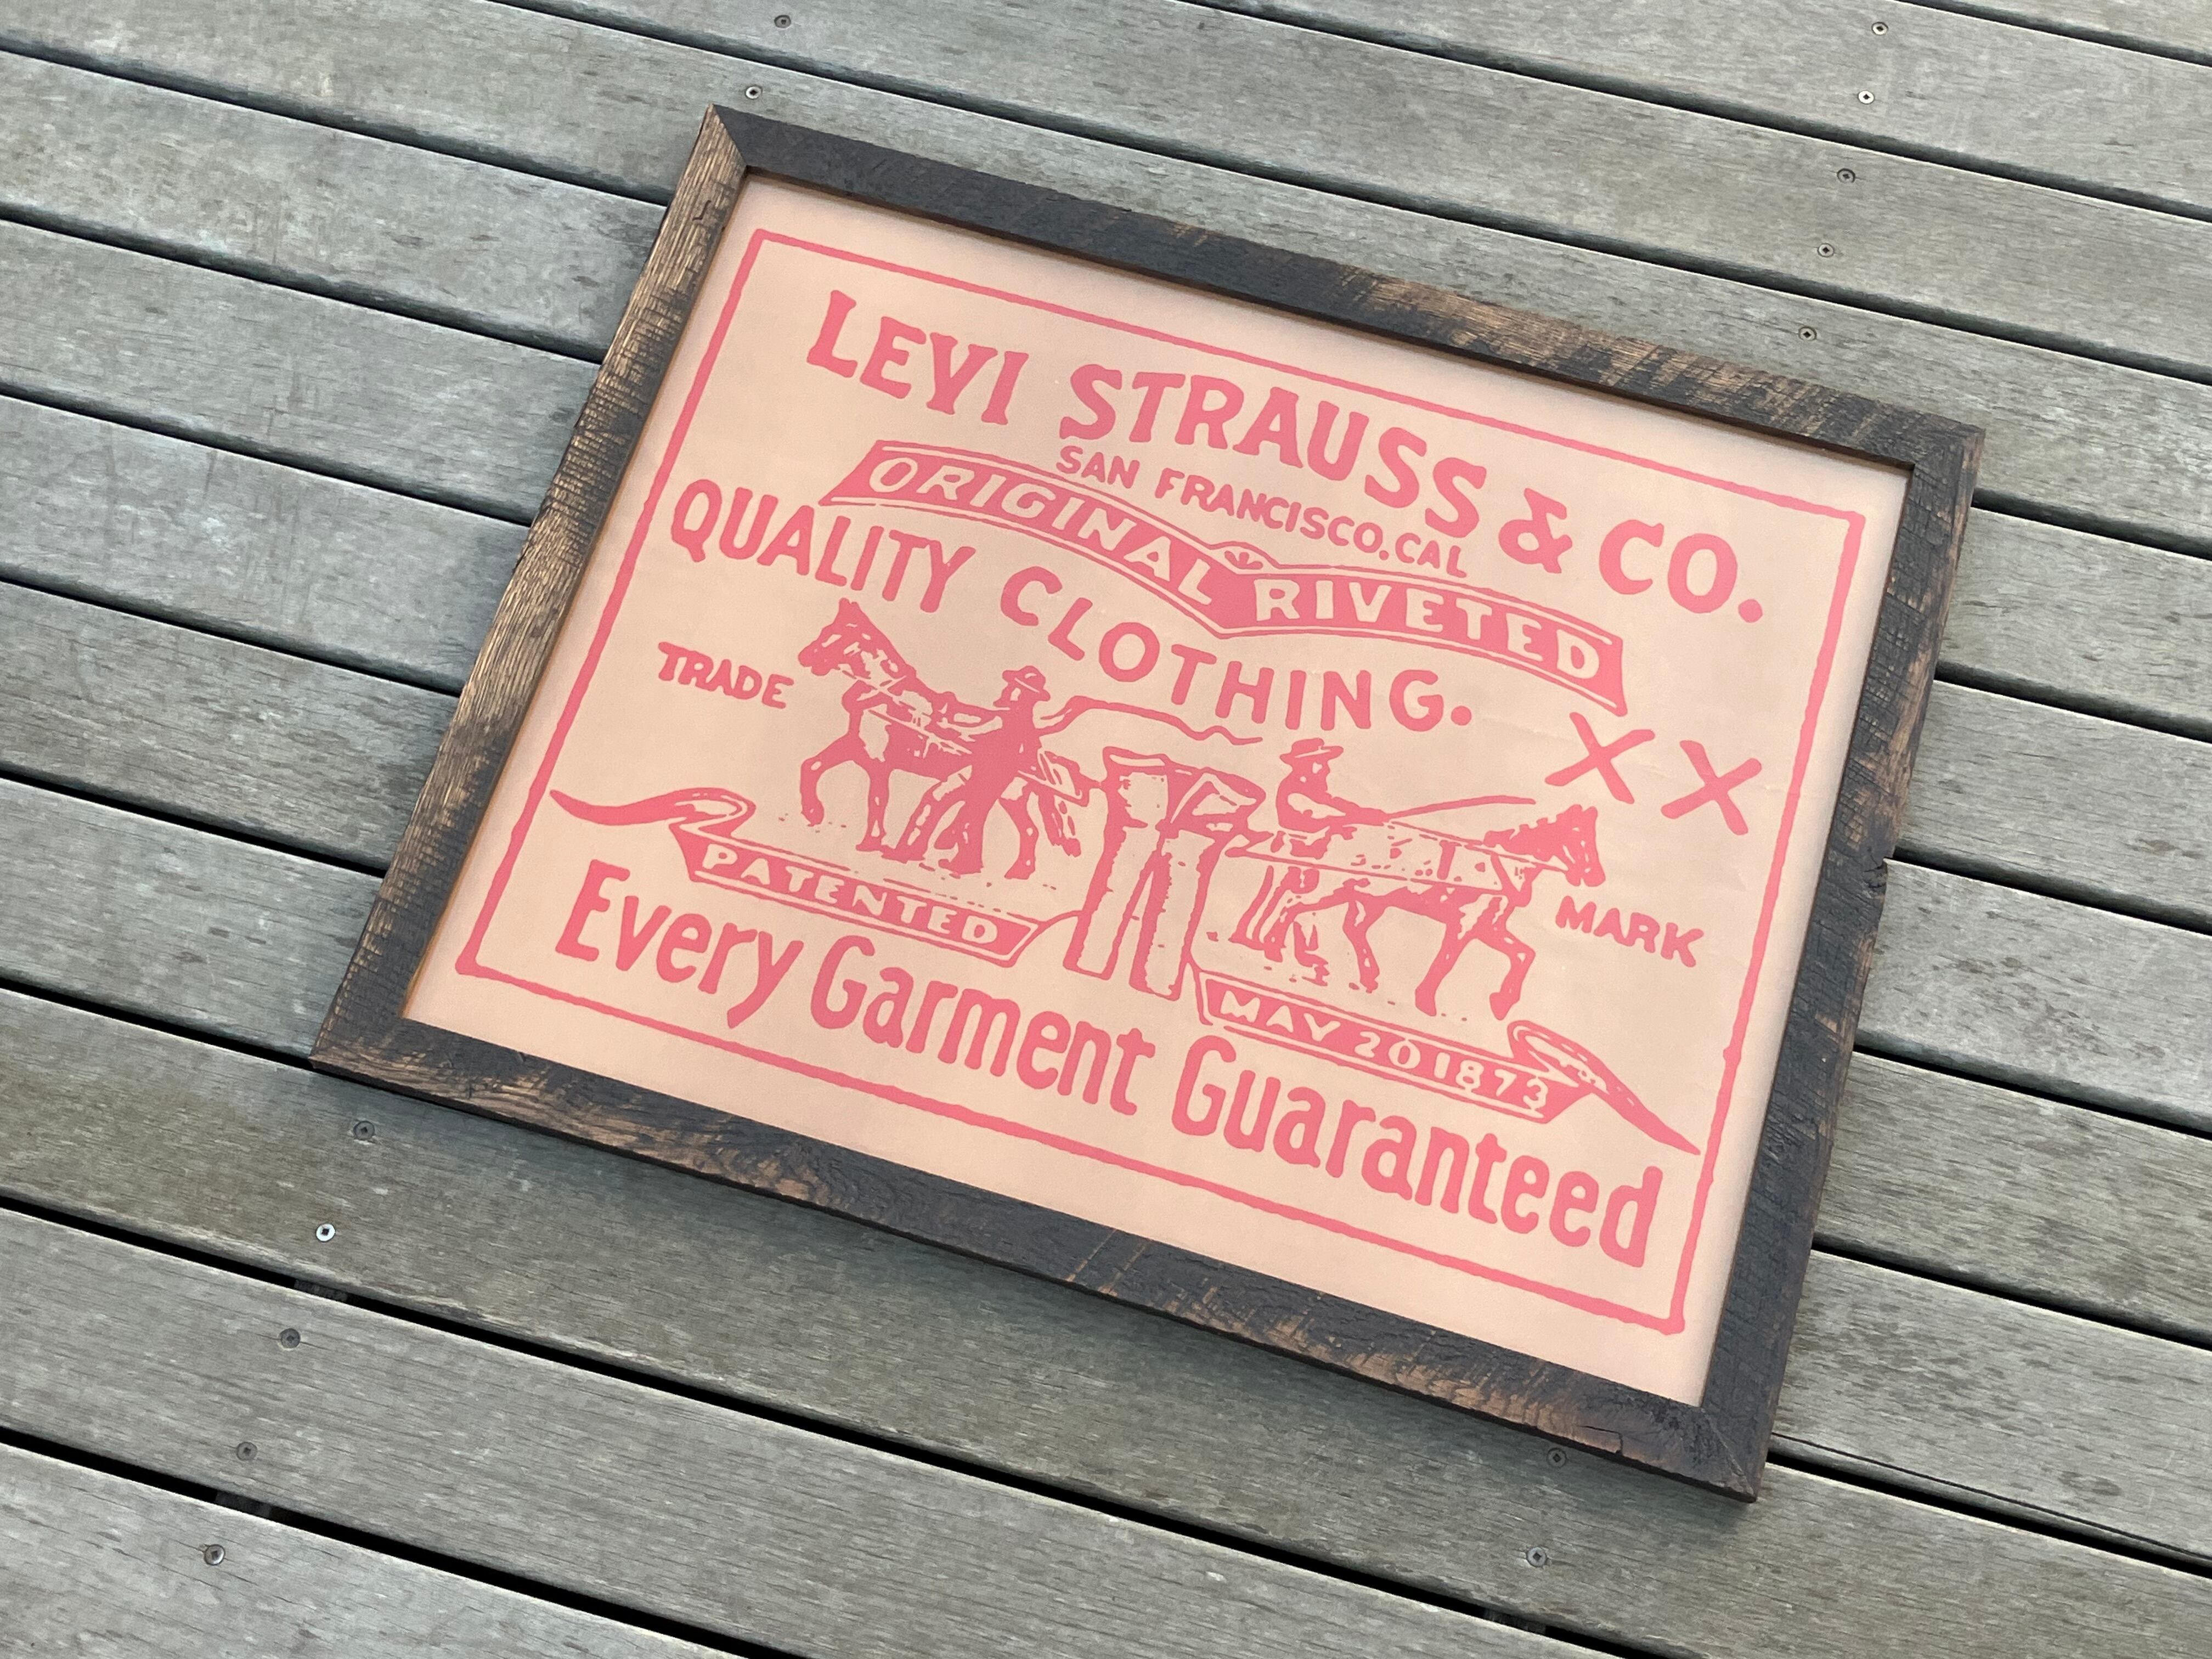 LEVI STRAUSS & CO.
SAN FRANCISCO. CAL
ORIGINAL RIVETED
QUALITY CLOTHING.
XX
TRADE MARK
PATENTED
MAY 20 1873
Every Garment Guaranteed